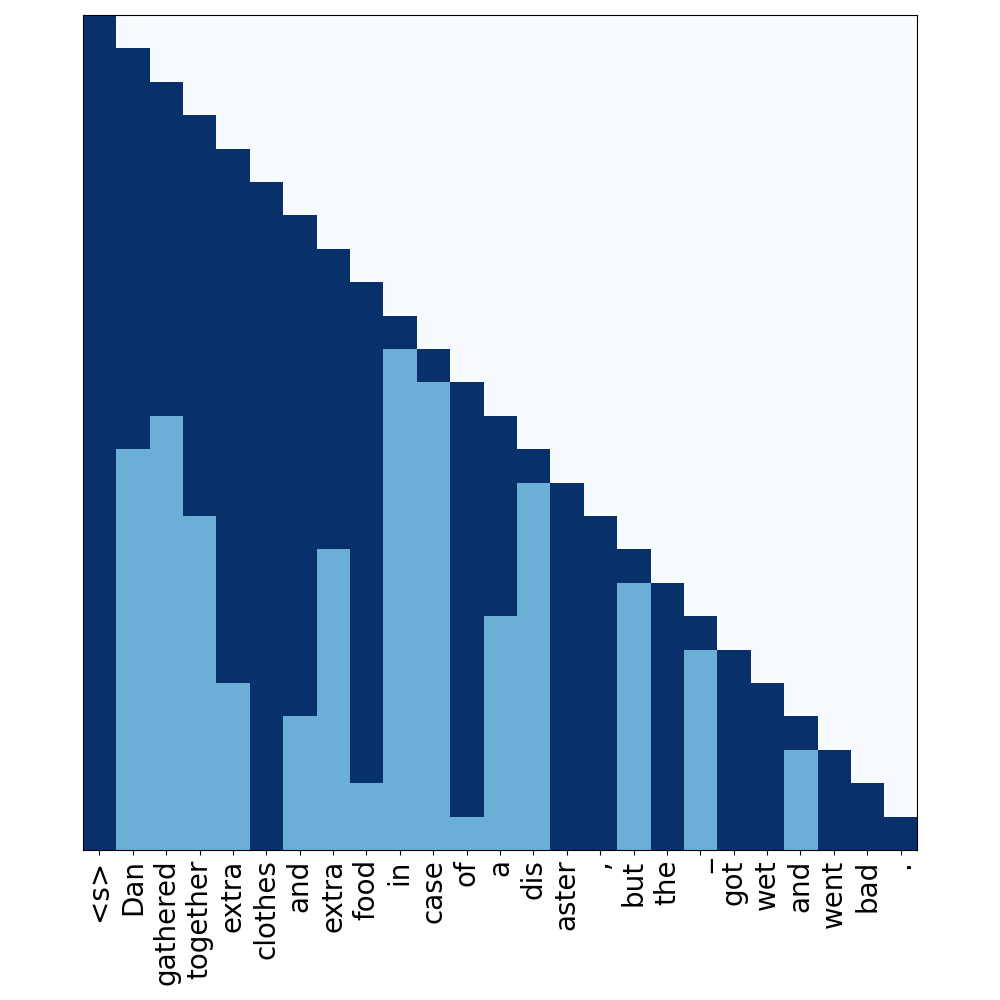 <s> Dan gathered together extra clothes and extra food in case of a dis aster , but the _ got wet and went bad .